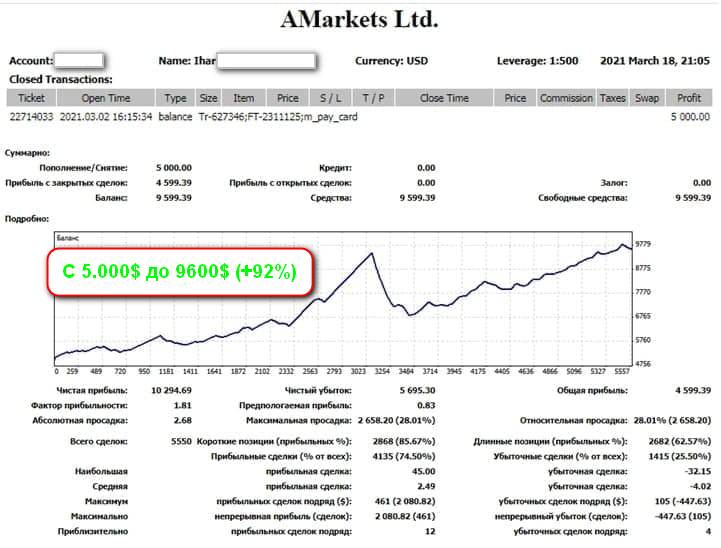 AMarkets Ltd.
Account: Name: Ihar Currency: USD Leverage: 1:500 2021 March 18, 21:05
Closed Transactions:
Ticket Open Time Type Size Item Price S / L T / P Close Time Price Commission Taxes Swap Profit
22714033 2021.03.02 16:15:34 balance Tr-627346;FT-2311125;m_pay_card 5 000.00
Суммарно:
Пополнение/Снятие: 5 000.00 Кредит: 0.00
Прибыль с закрытых сделок: 4 599.39 Прибыль с открытых сделок: 0.00 Залог: 0.00
Баланс: 9 599.39 Средства: 9 599.39 Свободные средства: 9 599.39
Подробно:
Баланс
С 5.000$ до 9600$ (+92%)
9779
8775
7770
6765
5760
4756
0 259 489 720 950 1181 1411 1642 1872 2102 2333 2563 2793 3023 3254 3484 3714 3945 4175 4405 4636 4866 5096 5327 5557
Чистая прибыль: 10 294.69 Чистый убыток: 5 695.30 Общая прибыль: 4 599.39
Фактор прибыльности: 1.81 Предпологаемая прибыль: 0.83
Абсолютная просадка: 2.68 Максимальная просадка: 2 658.20 (28.01%) Относительная просадка: 28.01% (2 658.20)
Всего сделок: 5550 Короткие позиции (прибыльных %): 2868 (85.67%) Длинные позиции (прибыльных %): 2682 (62.57%)
Прибыльные сделки (% от всех): 4135 (74.50%) Убыточные сделки (% от всех): 1415 (25.50%)
Наибольшая прибыльная сделка: 45.00 убыточная сделка: -32.15
Средняя прибыльная сделка: 2.49 убыточная сделка: -4.02
Максимум прибыльных сделок подряд ($): 461 (2 080.82) убыточных сделок подряд ($): 105 (-447.63)
Максимально непрерывная прибыль (сделок): 2 080.82 (461) непрерывный убыток (сделок): -447.63 (105)
Приблизительно прибыльных сделок подряд: 12 убыточных сделок подряд: 4